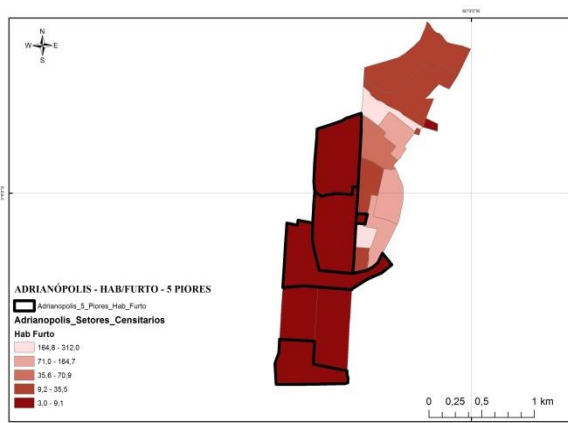 N
W E
S
ADRIANÓPOLIS - HAB/FURTO - 5 PIORES
Adrianopolis_5_Piores_Hab_Furto
Adrianopolis_Setores_Censitarios
Hab Furto
164,8 - 312,0
71,0 - 164,7
35,6 - 70,9
9,2 - 35,5
3,0 - 9,1
0 0,25 0,5 1 km